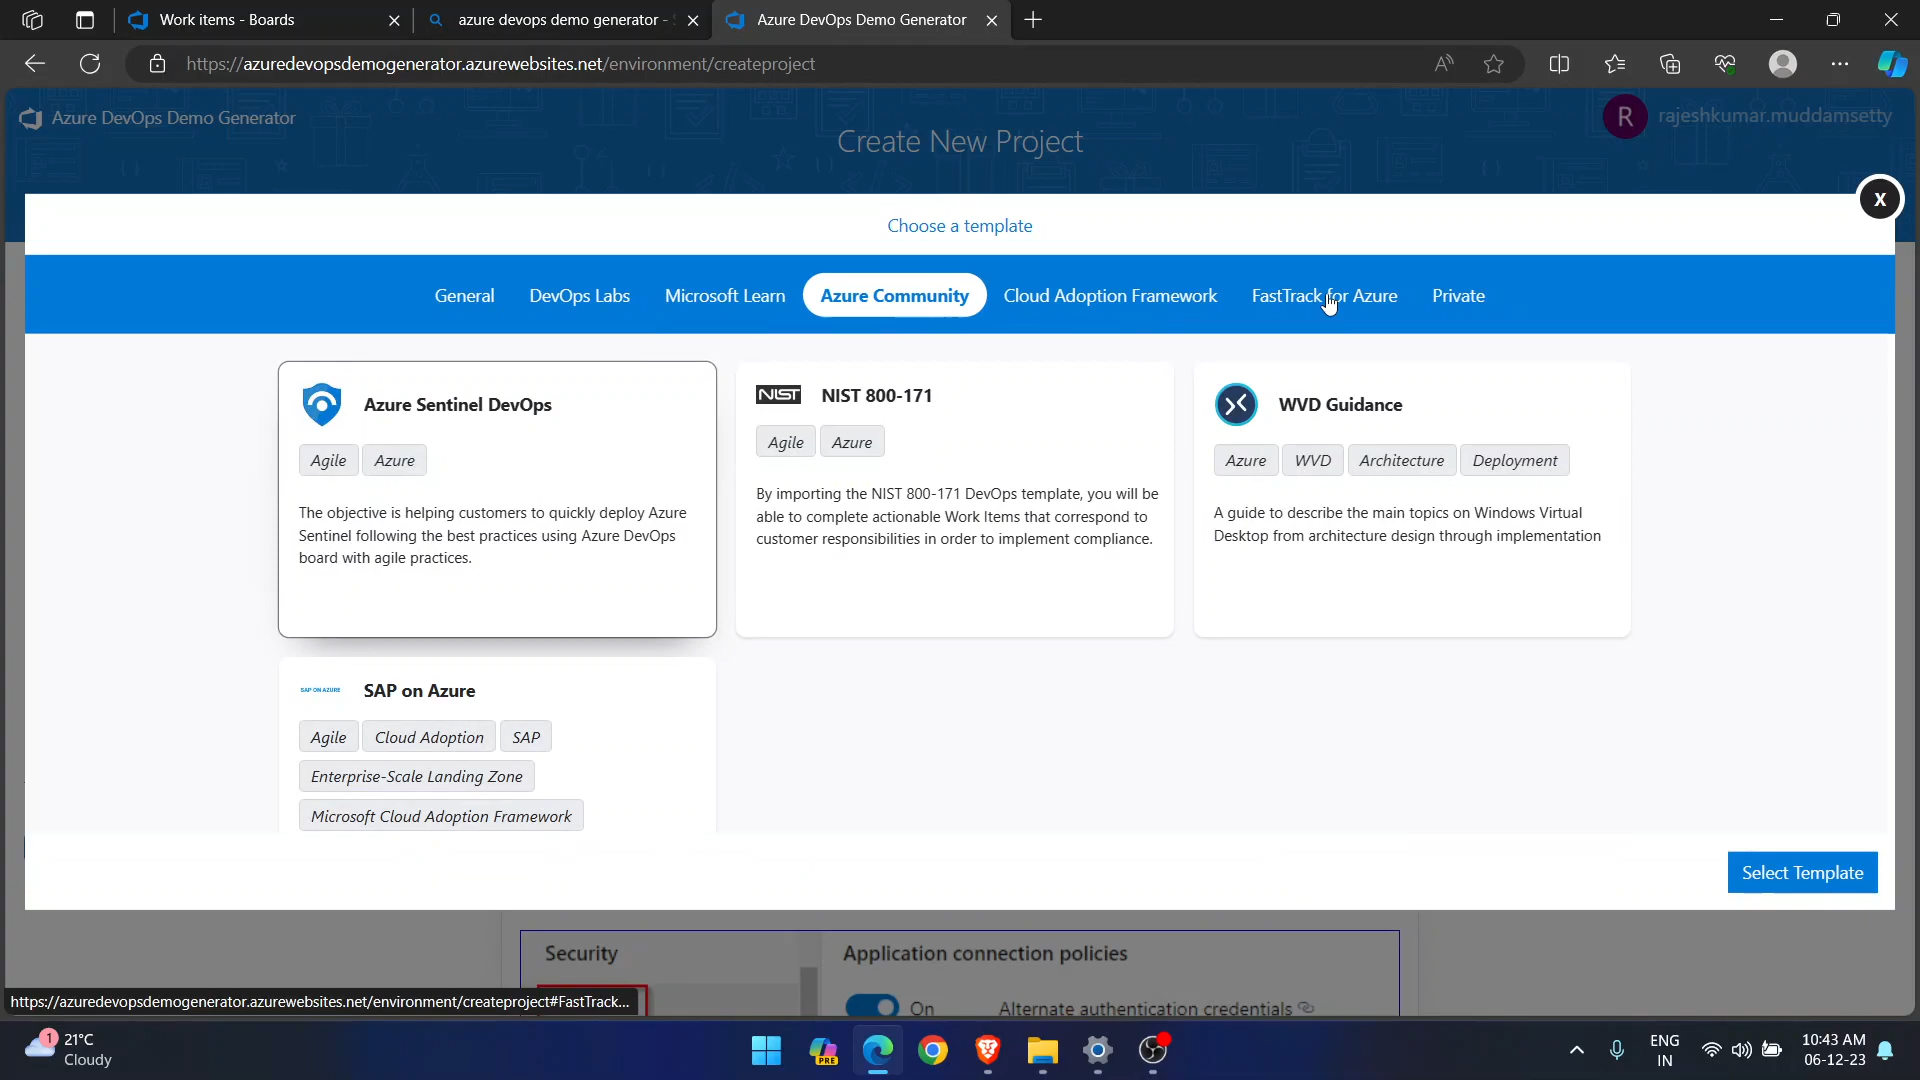 Work items - Boards
azure devops demo generator -
Azure DevOps Demo Generator
https://azuredevopsdemogenerator.azurewebsites.net/environment/createproject
Azure DevOps Demo Generator
R
rajeshkumar.muddamsetty
Create New Project
X
Choose a template
General
DevOps Labs
Microsoft Learn
Azure Community
Cloud Adoption Framework
FastTrack for Azure
Private
Azure Sentinel DevOps
Agile
Azure
The objective is helping customers to quickly deploy Azure
Sentinel following the best practices using Azure DevOps
board with agile practices.
NIST
NIST 800-171
Agile
Azure
By importing the NIST 800-171 DevOps template, you will be
able to complete actionable Work Items that correspond to
customer responsibilities in order to implement compliance.
WVD Guidance
Azure
WVD
Architecture
Deployment
A guide to describe the main topics on Windows Virtual
Desktop from architecture design through implementation
SAP ON AZURE
SAP on Azure
Agile
Cloud Adoption
SAP
Enterprise-Scale Landing Zone
Microsoft Cloud Adoption Framework
Select Template
Security
Application connection policies
On
Alternate authentication credentials
https://azuredevopsdemogenerator.azurewebsites.net/environment/createproject#FastTrack...
1
21°C
Cloudy
PRE
ENG
IN
10:43 AM
06-12-23